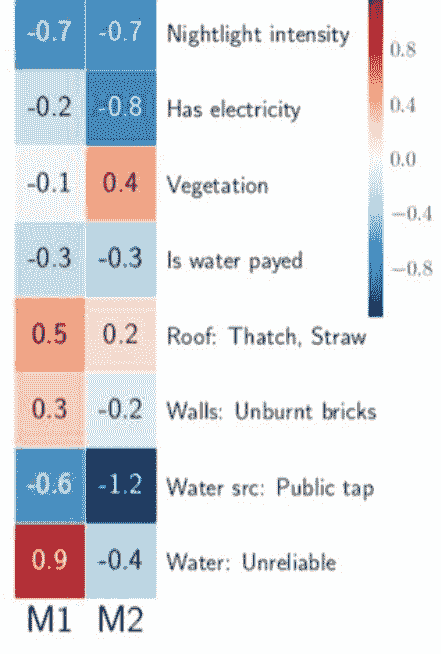 -0.7 -0.7 Nightlight intensity
-0.2 -0.8 Has electricity
-0.1 0.4 Vegetation
-0.3 -0.3 Is water payed
0.5 0.2 Roof: Thatch, Straw
0.3 -0.2 Walls: Unburnt bricks
-0.6 -1.2 Water src: Public tap
0.9 -0.4 Water: Unreliable
M1 M2
0.8
0.4
0.0
−0.4
−0.8